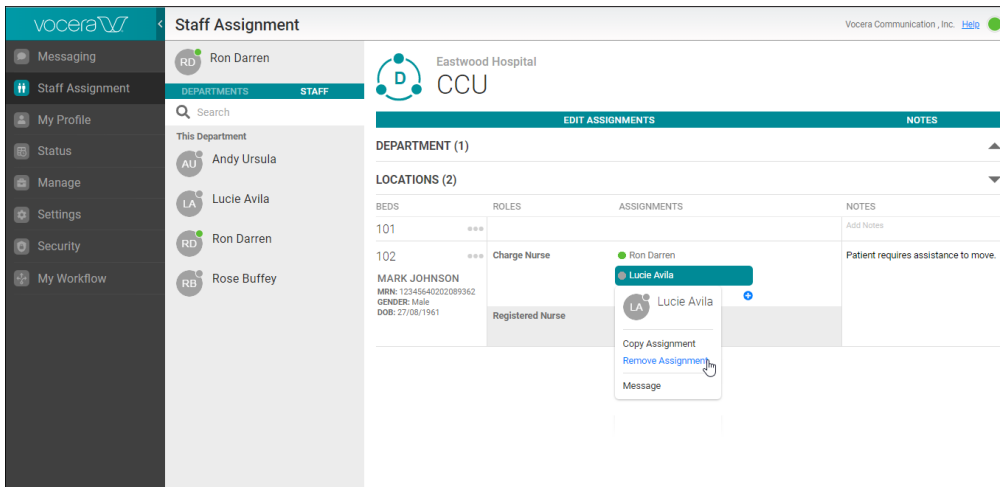 vocera
Staff Assignment
Vocera Communication , Inc. Help
Messaging
Staff Assignment
My Profile
Status
Manage
Settings
Security
My Workflow
RD
Ron Darren
DEPARTMENTS STAFF
Search
This Department
AU
Andy Ursula
LA
Lucie Avila
RD
Ron Darren
RB
Rose Buffey
D
Eastwood Hospital
CCU
EDIT ASSIGNMENTS NOTES
DEPARTMENT (1)
LOCATIONS (2)
BEDS ROLES ASSIGNMENTS NOTES
101 Add Notes
102 Charge Nurse Ron Darren Patient requires assistance to move.
Lucie Avila
MARK JOHNSON
MRN: 12345640202089362
GENDER: Male
DOB: 27/08/1961
Registered Nurse
LA
Lucie Avila
Copy Assignment
Remove Assignment
Message